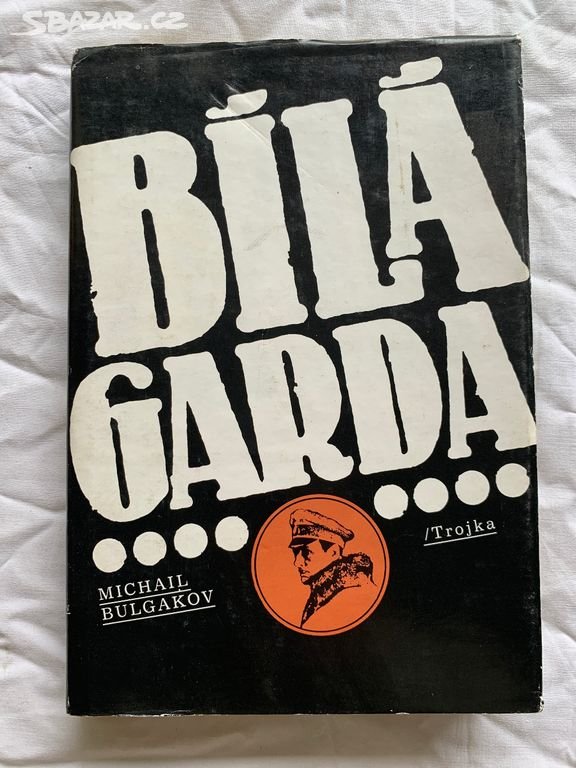 SBAZAR.CZ
BÍLÁ
GARDA
/Trojka
MICHAIL
BULGAKOV